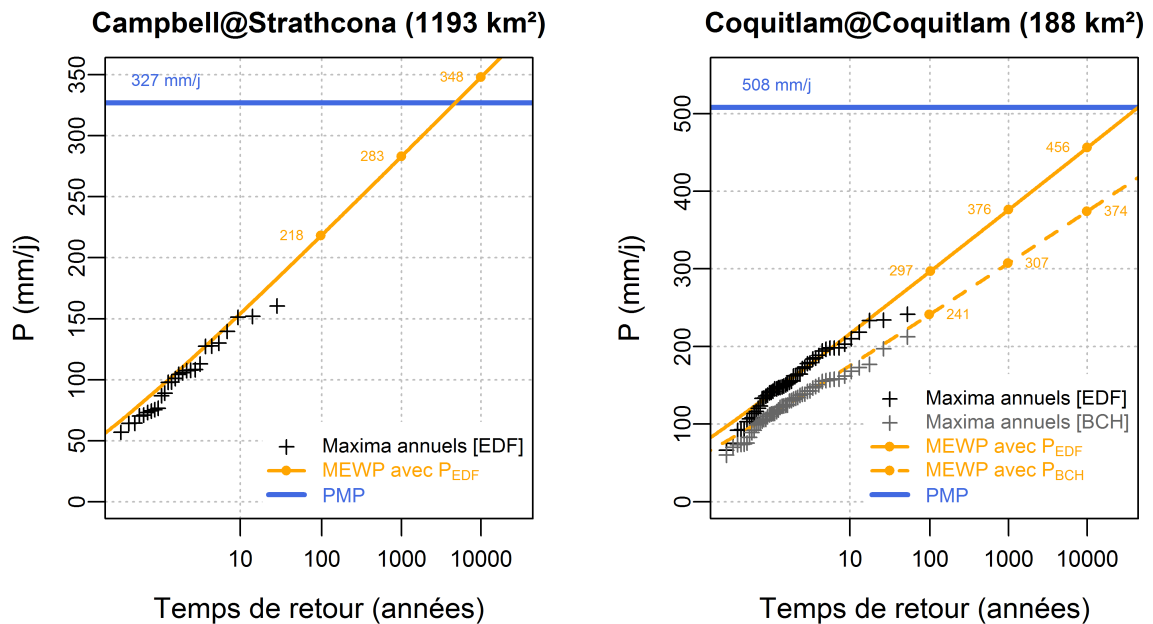 Campbell@Strathcona (1193 km²)
327 mm/j
348
283
218
P (mm/j)
350
300
250
200
150
100
50
0
Maxima annuels [EDF]
MEWP avec PEDF
PMP
10 100 1000 10000
Temps de retour (années)
Coquitlam@Coquitlam (188 km²)
508 mm/j
456
376
374
297
307
241
P (mm/j)
500
400
300
200
100
0
Maxima annuels [EDF]
Maxima annuels [BCH]
MEWP avec PEDF
MEWP avec PBCH
PMP
10 100 1000 10000
Temps de retour (années)